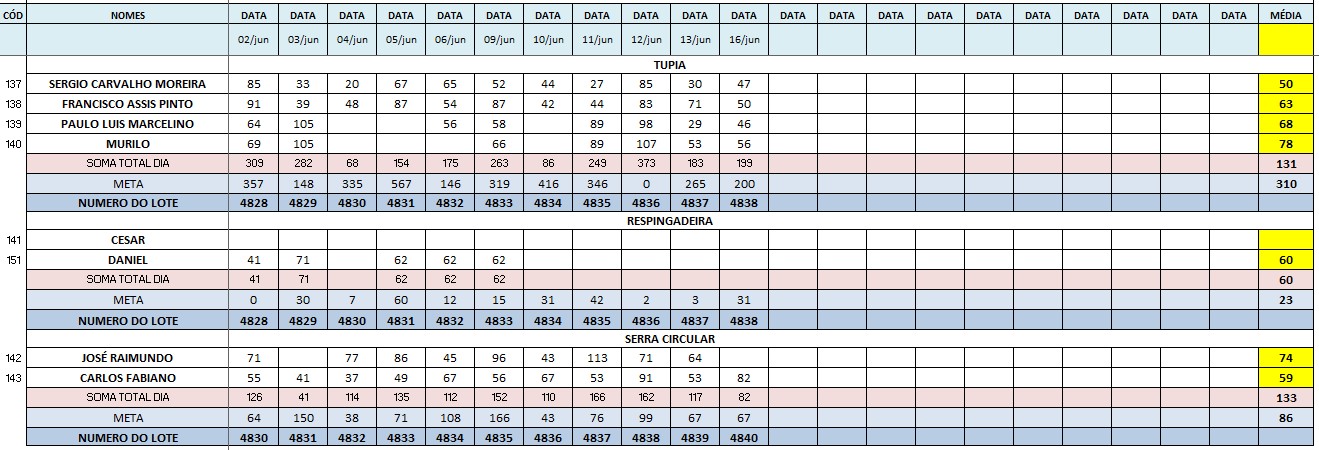 CÓD NOMES DATA DATA DATA DATA DATA DATA DATA DATA DATA DATA DATA DATA DATA DATA DATA DATA DATA DATA DATA DATA DATA MÉDIA
02/jun 03/jun 04/jun 05/jun 06/jun 09/jun 10/jun 11/jun 12/jun 13/jun 16/jun
TUPIA
137 SERGIO CARVALHO MOREIRA 85 33 20 67 65 52 44 27 85 30 47 50
138 FRANCISCO ASSIS PINTO 91 39 48 87 54 87 42 44 83 71 50 63
139 PAULO LUIS MARCELINO 64 105 56 58 89 98 29 46 68
140 MURILO 69 105 66 89 107 53 56 78
SOMA TOTAL DIA 309 282 68 154 175 263 86 249 373 183 199 131
META 357 148 335 567 146 319 416 346 0 265 200 310
NUMERO DO LOTE 4828 4829 4830 4831 4832 4833 4834 4835 4836 4837 4838
RESPINGADEIRA
141 CESAR
151 DANIEL 41 71 62 62 62 60
SOMA TOTAL DIA 41 71 62 62 62 60
META 0 30 7 60 12 15 31 42 2 3 31 23
NUMERO DO LOTE 4828 4829 4830 4831 4832 4833 4834 4835 4836 4837 4838
SERRA CIRCULAR
142 JOSÉ RAIMUNDO 71 77 86 45 96 43 113 71 64 74
143 CARLOS FABIANO 55 41 37 49 67 56 67 53 91 53 82 59
SOMA TOTAL DIA 126 41 114 135 112 152 110 166 162 117 82 133
META 64 150 38 71 108 166 43 76 99 67 67 86
NUMERO DO LOTE 4830 4831 4832 4833 4834 4835 4836 4837 4838 4839 4840